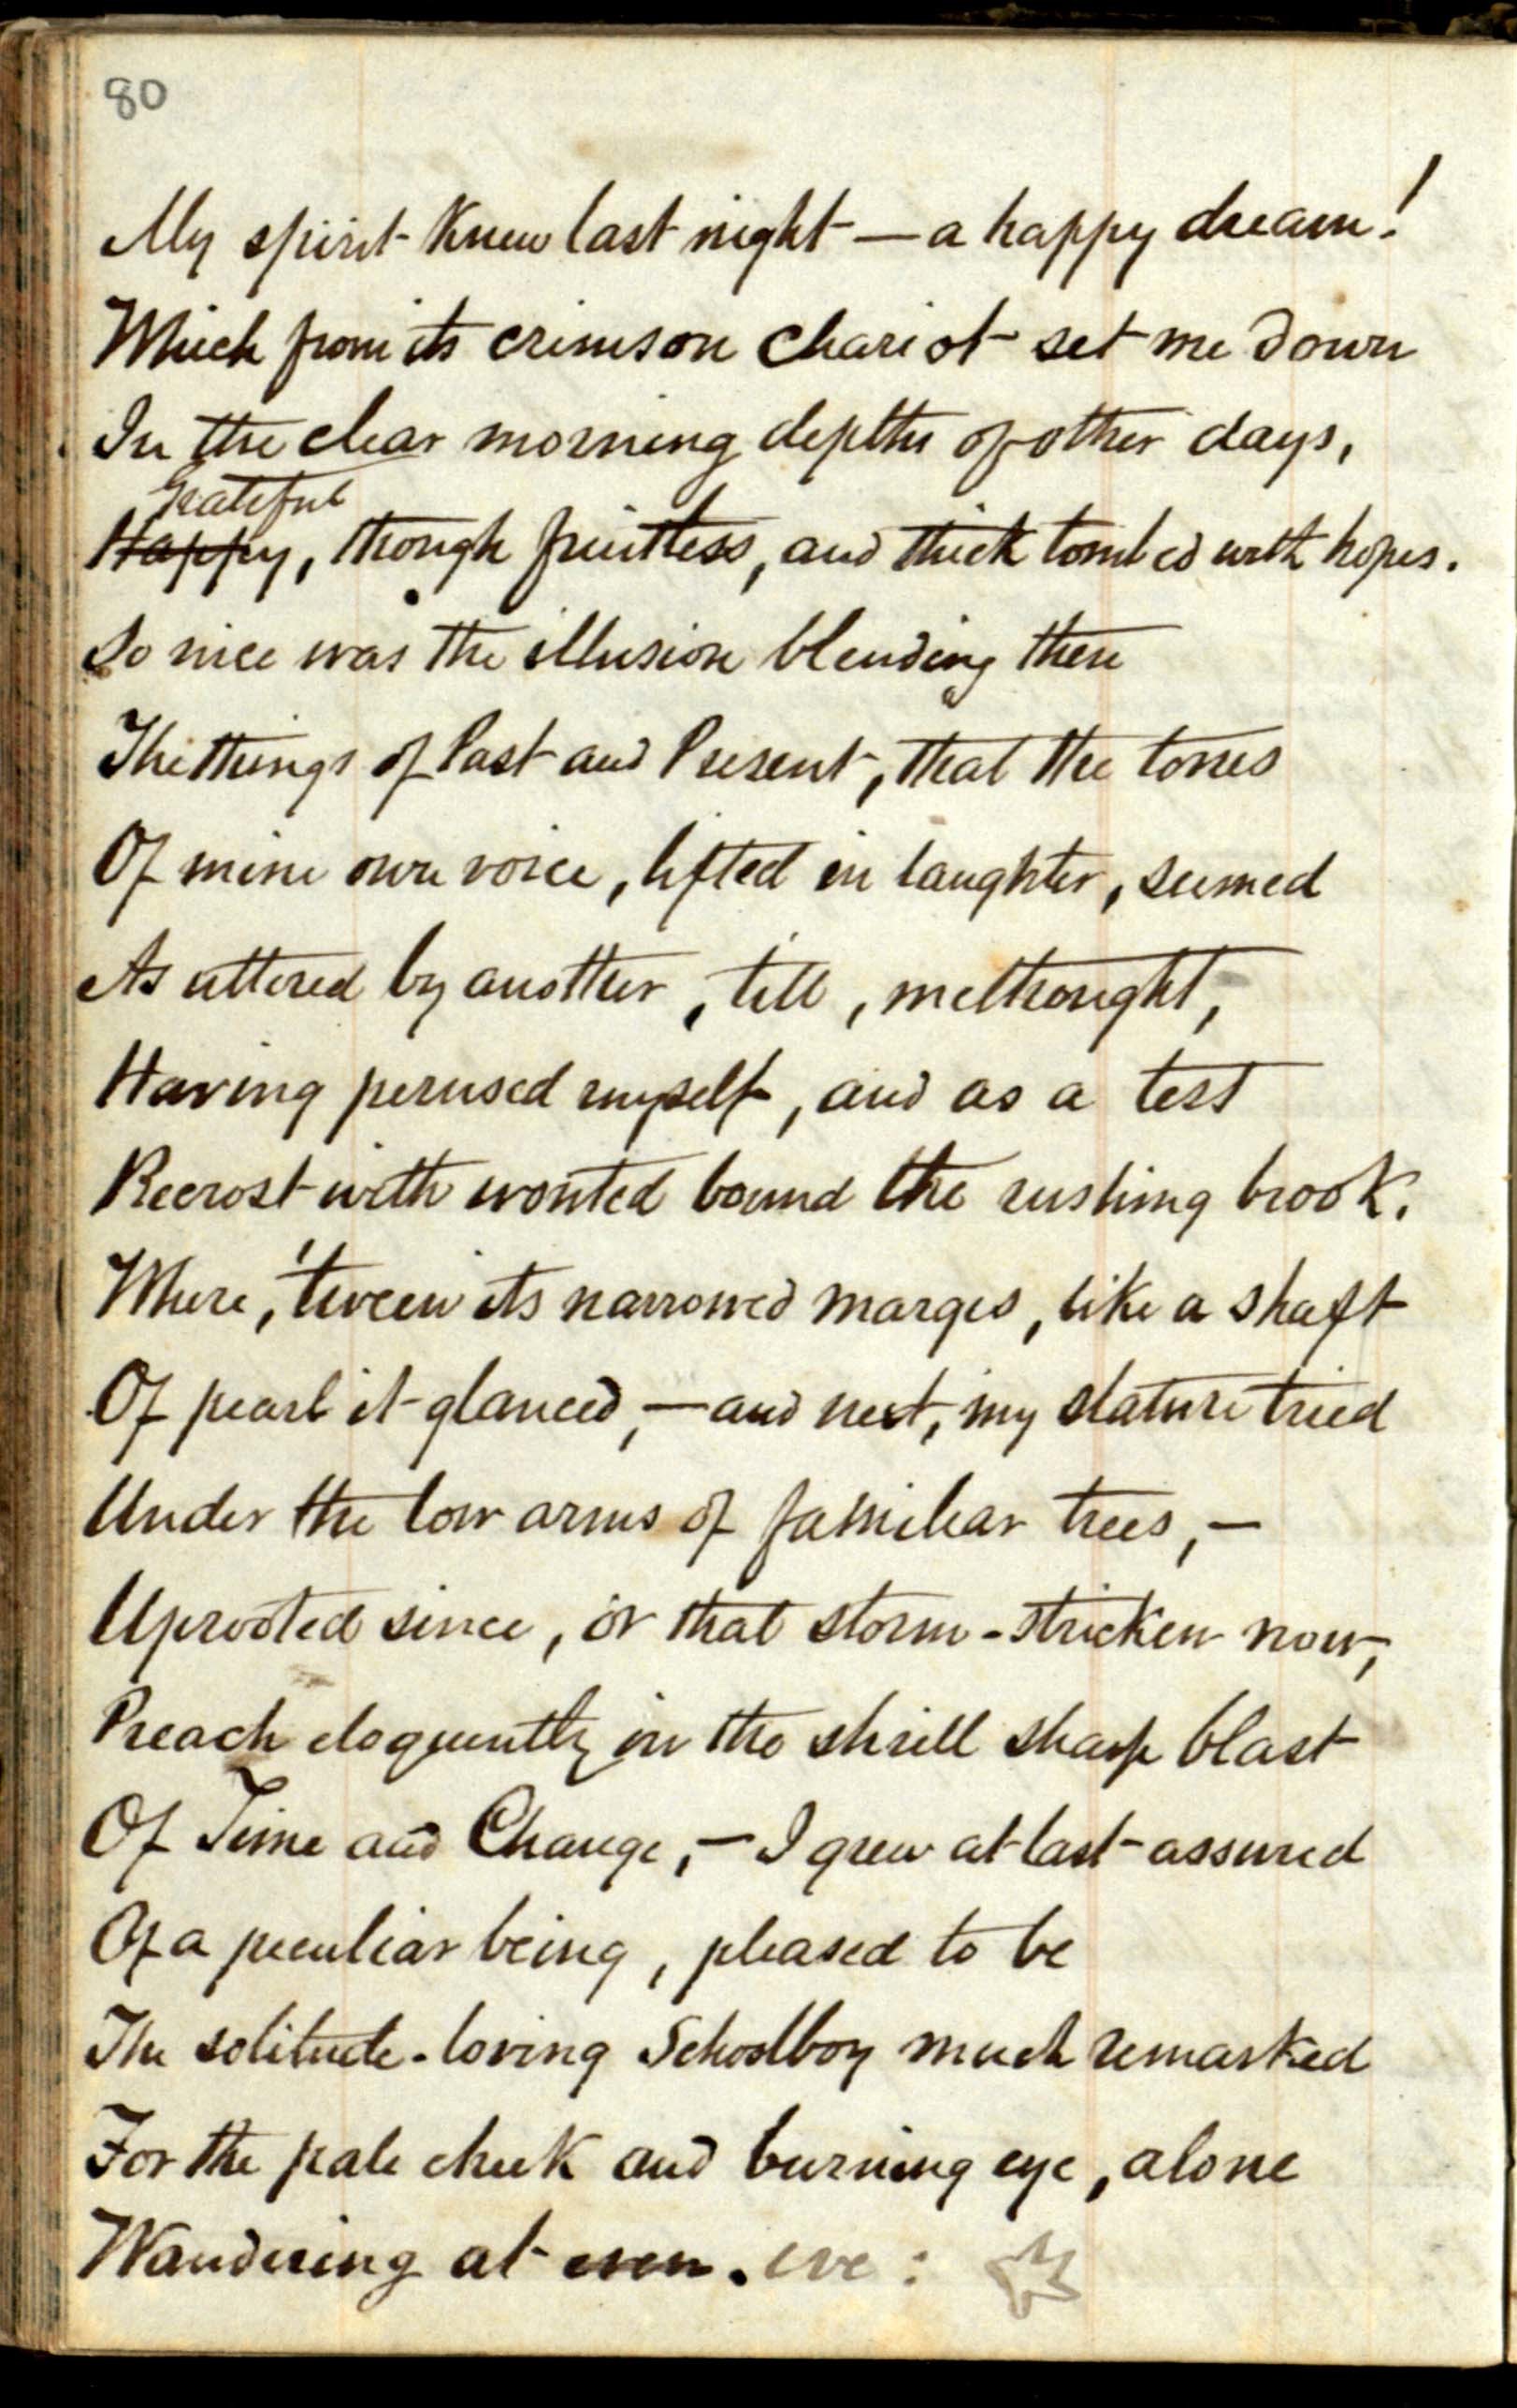 80
My spirit knew last night — a happy dream!
Which from its crimson chariot set me down
In the clear morning depths of other days,
Grateful
Happy, though fruitless, and thick tombed with hopes.
So nice was the illusion blending there
The things of Past and Present, that the tones
Of mine own voice, lifted in laughter, seemed
As uttered by another, till, methought,
Having perused myself, and as a test
Recrost with wonted bound the rushing brook.
Where, 'tween its narrowed marges, like a shaft
Of pearl it glanced, — and next, my stature tried
Under the low arms of familiar trees, —
Uprooted since, or that storm-stricken now,
Preach eloquently in the shrill sharp blast
Of Time and Change, — I grew at last assured
Of a peculiar being, pleased to be
The solitude-loving Schoolboy much remarked
For the pale cheek and burning eye, alone
Wandering at even. eve :